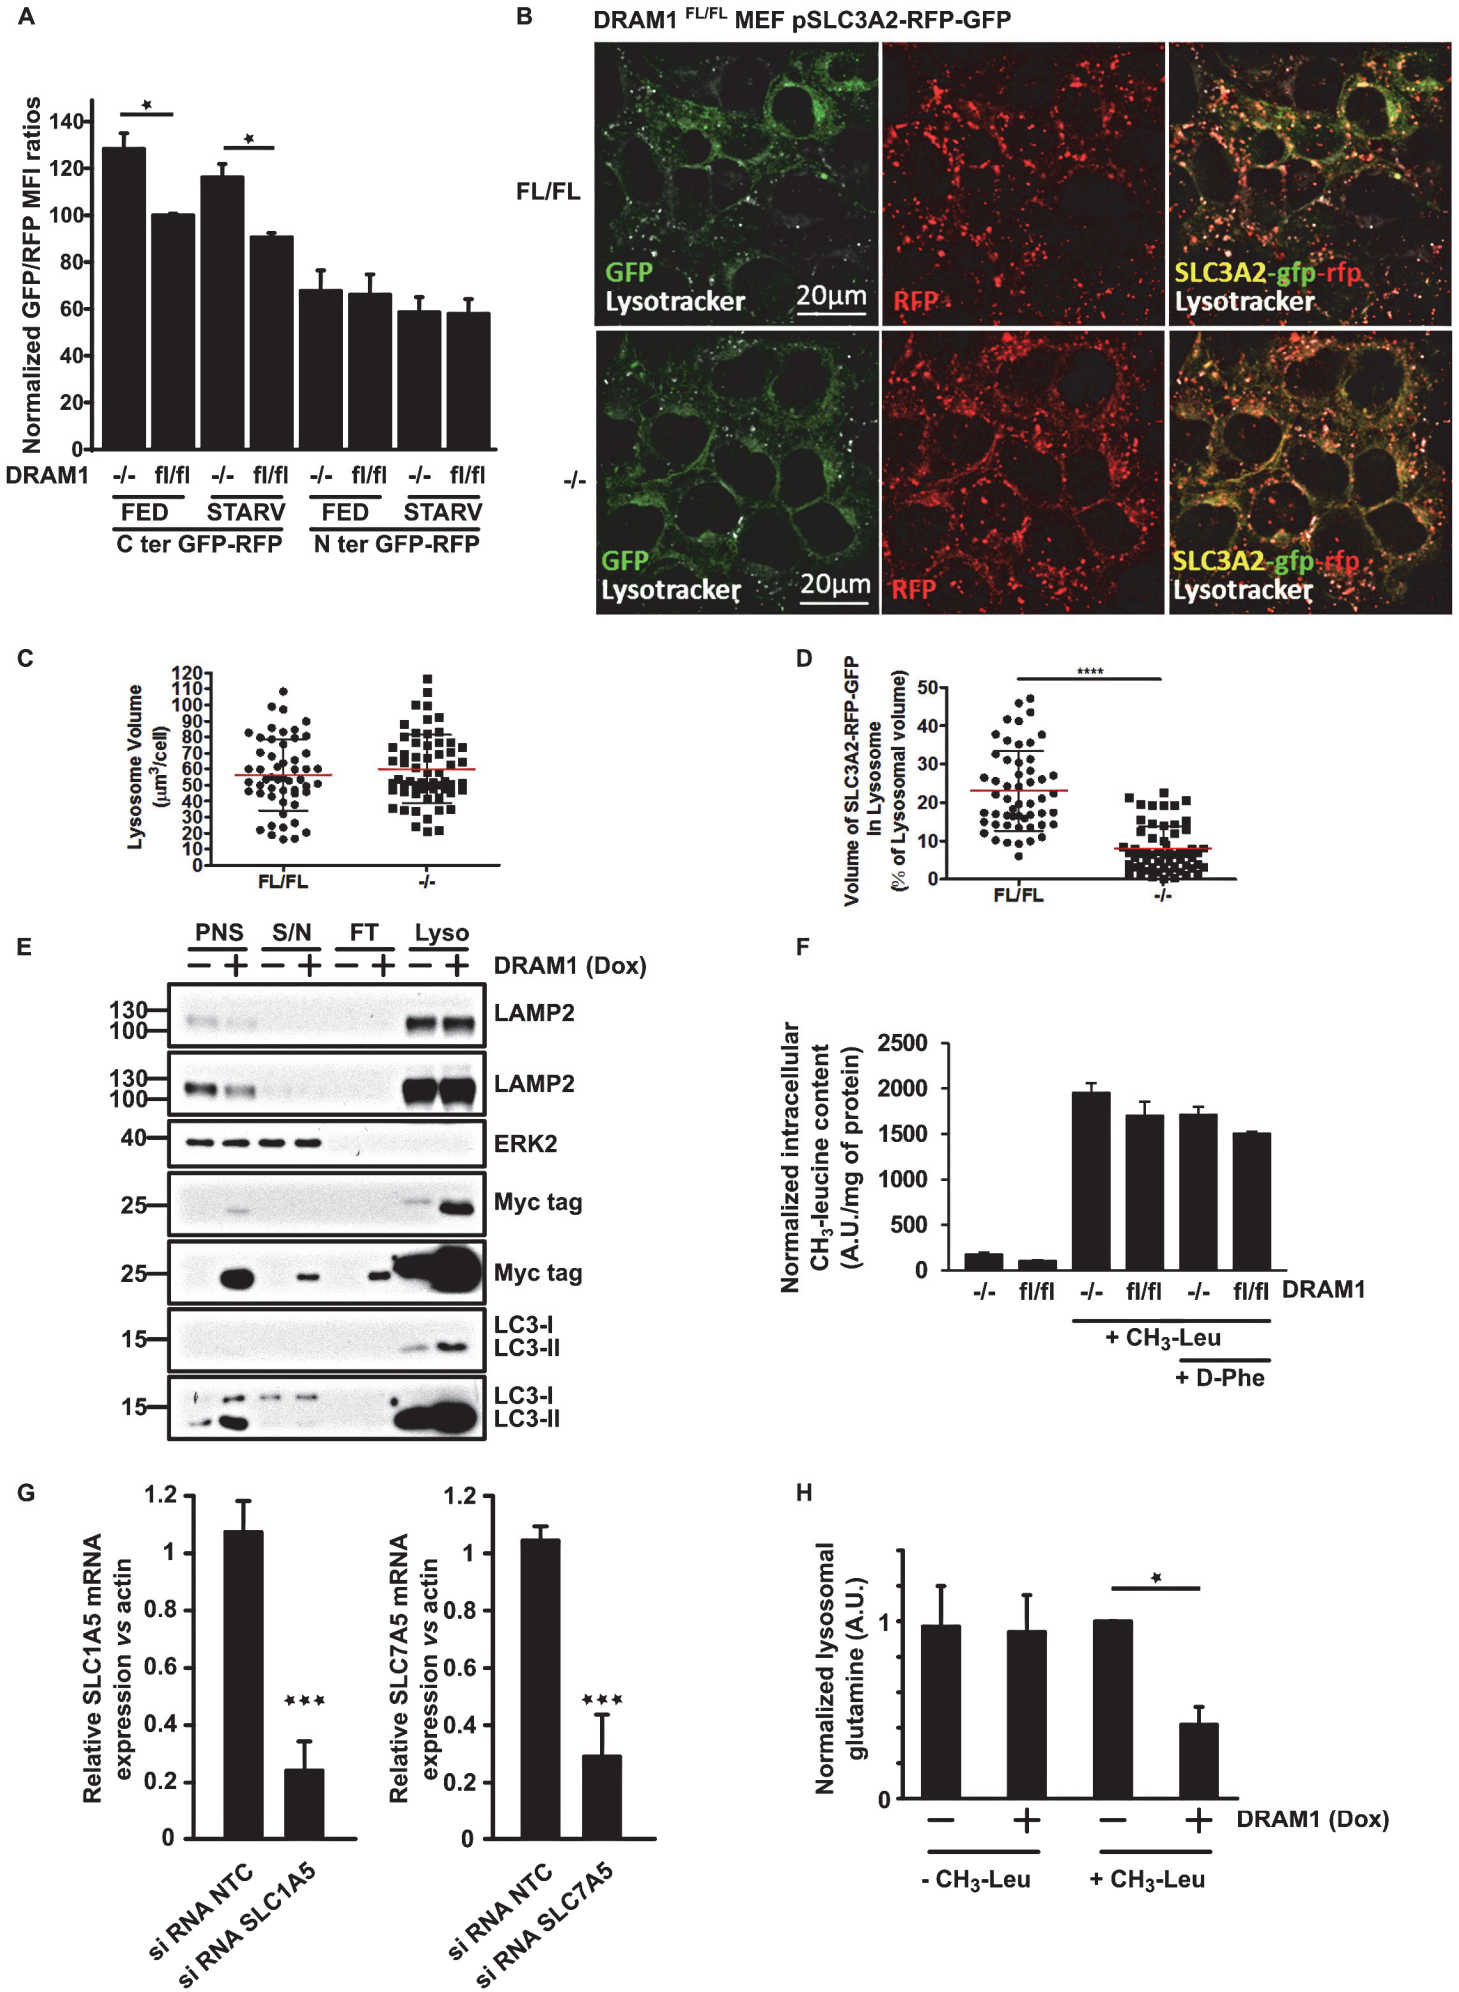 A
Normalized GFP/RFP MFI ratios
140
120
100
80
60
40
20
0
DRAM1 -/- fl/fl -/- fl/fl -/- fl/fl -/- fl/fl
FED STARV FED STARV
C ter GFP-RFP N ter GFP-RFP
B DRAM1 FL/FL MEF pSLC3A2-RFP-GFP
FL/FL
GFP
Lysotracker
20µm
RFP
SLC3A2-gfp-rfp
Lysotracker
-/-
GFP
Lysotracker
20µm
RFP
SLC3A2-gfp-rfp
Lysotracker
C
Lysosome Volume
(µm³/cell)
120
110
100
90
80
70
60
50
40
30
20
10
0
FL/FL -/-
D
Volume of SLC3A2-RFP-GFP
In Lysosome
(% of Lysosomal volume)
****
50
40
30
20
10
0
FL/FL -/-
E
PNS S/N FT Lyso
− + − + − + − + DRAM1 (Dox)
130
100
LAMP2
130
100
LAMP2
40 ERK2
25 Myc tag
25 Myc tag
15
LC3-I
LC3-II
15
LC3-I
LC3-II
F
Normalized intracellular
CH₃-leucine content
(A.U./mg of protein)
2500
2000
1500
1000
500
0
-/- fl/fl -/- fl/fl -/- fl/fl DRAM1
+ CH₃-Leu
+ D-Phe
G
Relative SLC1A5 mRNA
expression vs actin
1.2
1
0.8
0.6
0.4
0.2
0
★★★
si RNA NTC
si RNA SLC1A5
Relative SLC7A5 mRNA
expression vs actin
1.2
1
0.8
0.6
0.4
0.2
0
★★★
si RNA NTC
si RNA SLC7A5
H
Normalized lysosomal
glutamine (A.U.)
1
0
★
− + − + DRAM1 (Dox)
- CH₃-Leu + CH₃-Leu